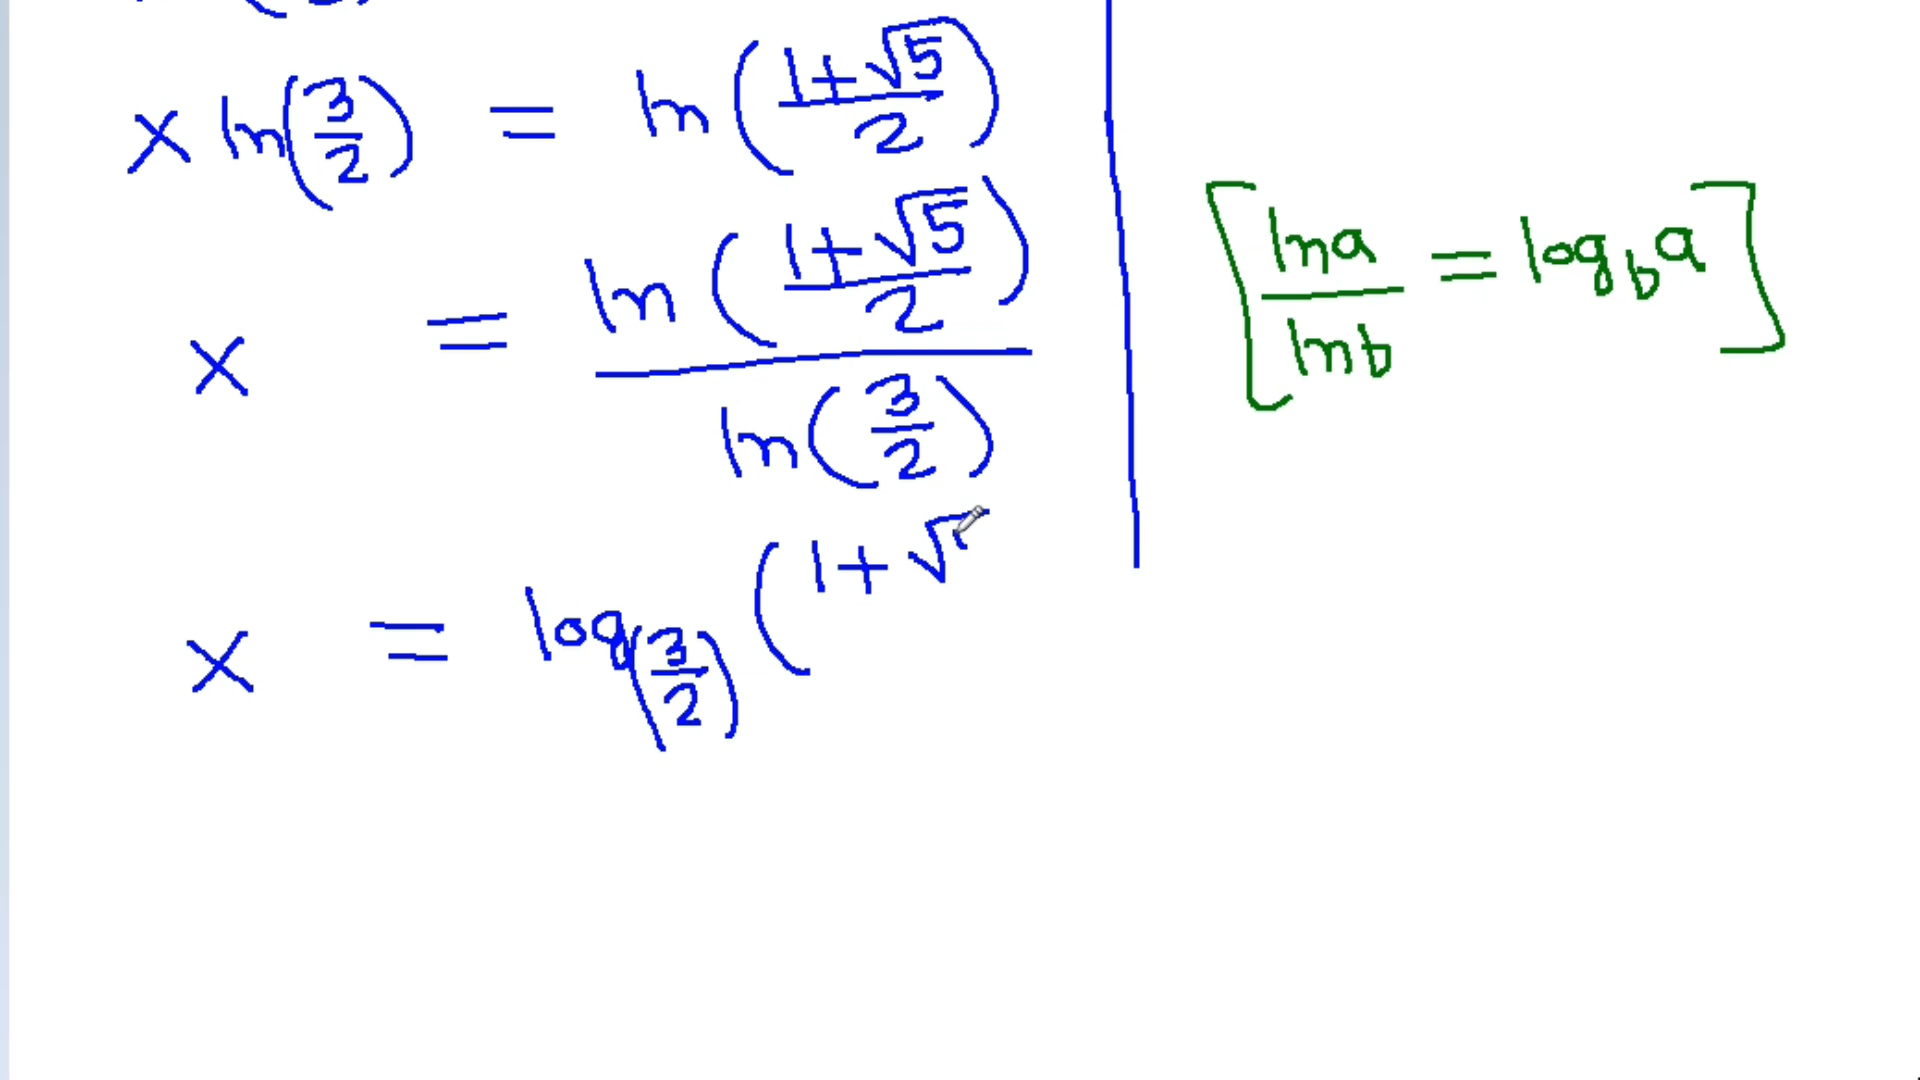 x ln(3/2) = ln((1+√5)/2)
x = ln((1+√5)/2) / ln(3/2)
x = log_(3/2) (1+√
[ln a / ln b = log_b a]